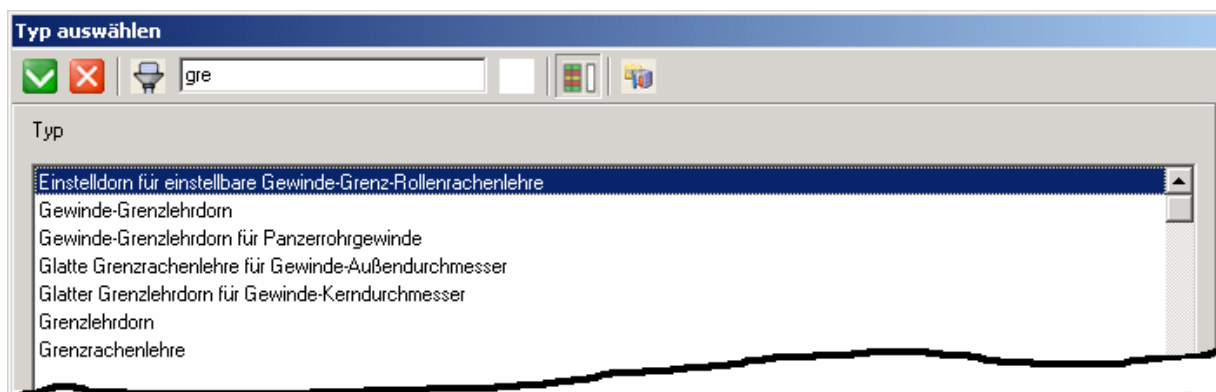 Typ auswählen
gre
Typ
Einstelldorn für einstellbare Gewinde-Grenz-Rollenrachenlehre
Gewinde-Grenzlehrdorn
Gewinde-Grenzlehrdorn für Panzerrohrgewinde
Glatte Grenzrachenlehre für Gewinde-Außendurchmesser
Glatter Grenzlehrdorn für Gewinde-Kerndurchmesser
Grenzlehrdorn
Grenzrachenlehre